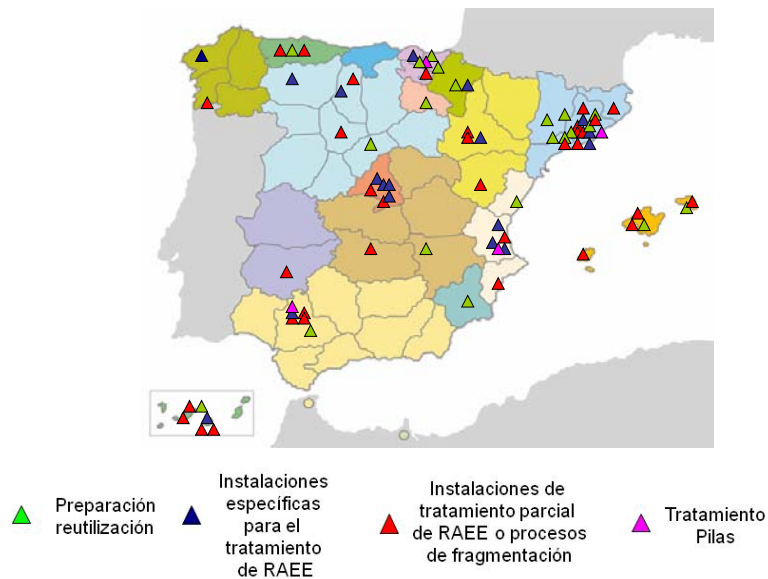 Preparación
reutilización
Instalaciones
específicas
para el
tratamiento
de RAEE
Instalaciones de
tratamiento parcial
de RAEE o procesos
de fragmentación
Tratamiento
Pilas